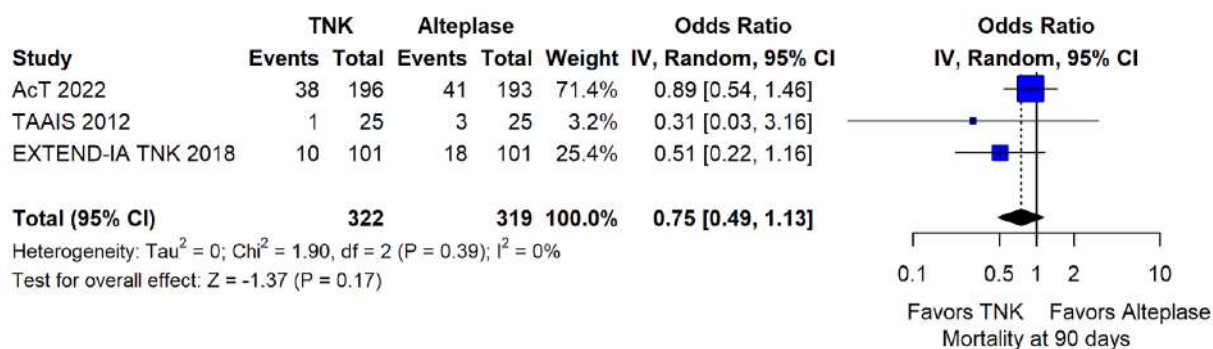 TNK Alteplase Odds Ratio Odds Ratio
Study Events Total Events Total Weight IV, Random, 95% CI IV, Random, 95% CI
AcT 2022 38 196 41 193 71.4% 0.89 [0.54, 1.46]
TAAIS 2012 1 25 3 25 3.2% 0.31 [0.03, 3.16]
EXTEND-IA TNK 2018 10 101 18 101 25.4% 0.51 [0.22, 1.16]
Total (95% CI) 322 319 100.0% 0.75 [0.49, 1.13]
Heterogeneity: Tau² = 0; Chi² = 1.90, df = 2 (P = 0.39); I² = 0%
Test for overall effect: Z = -1.37 (P = 0.17)
0.1 0.5 1 2 10
Favors TNK Favors Alteplase
Mortality at 90 days